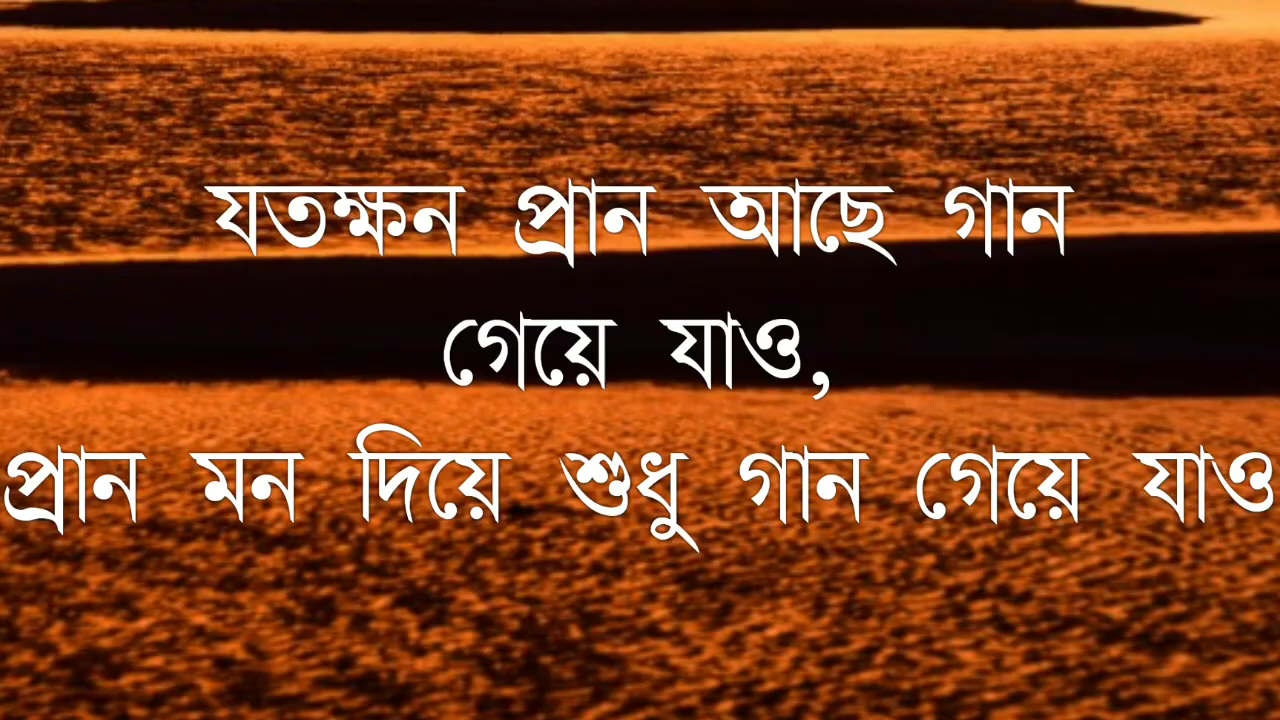 যতক্ষন প্রান আছে গান
গেয়ে যাও,
প্রান মন দিয়ে শুধু গান গেয়ে যাও